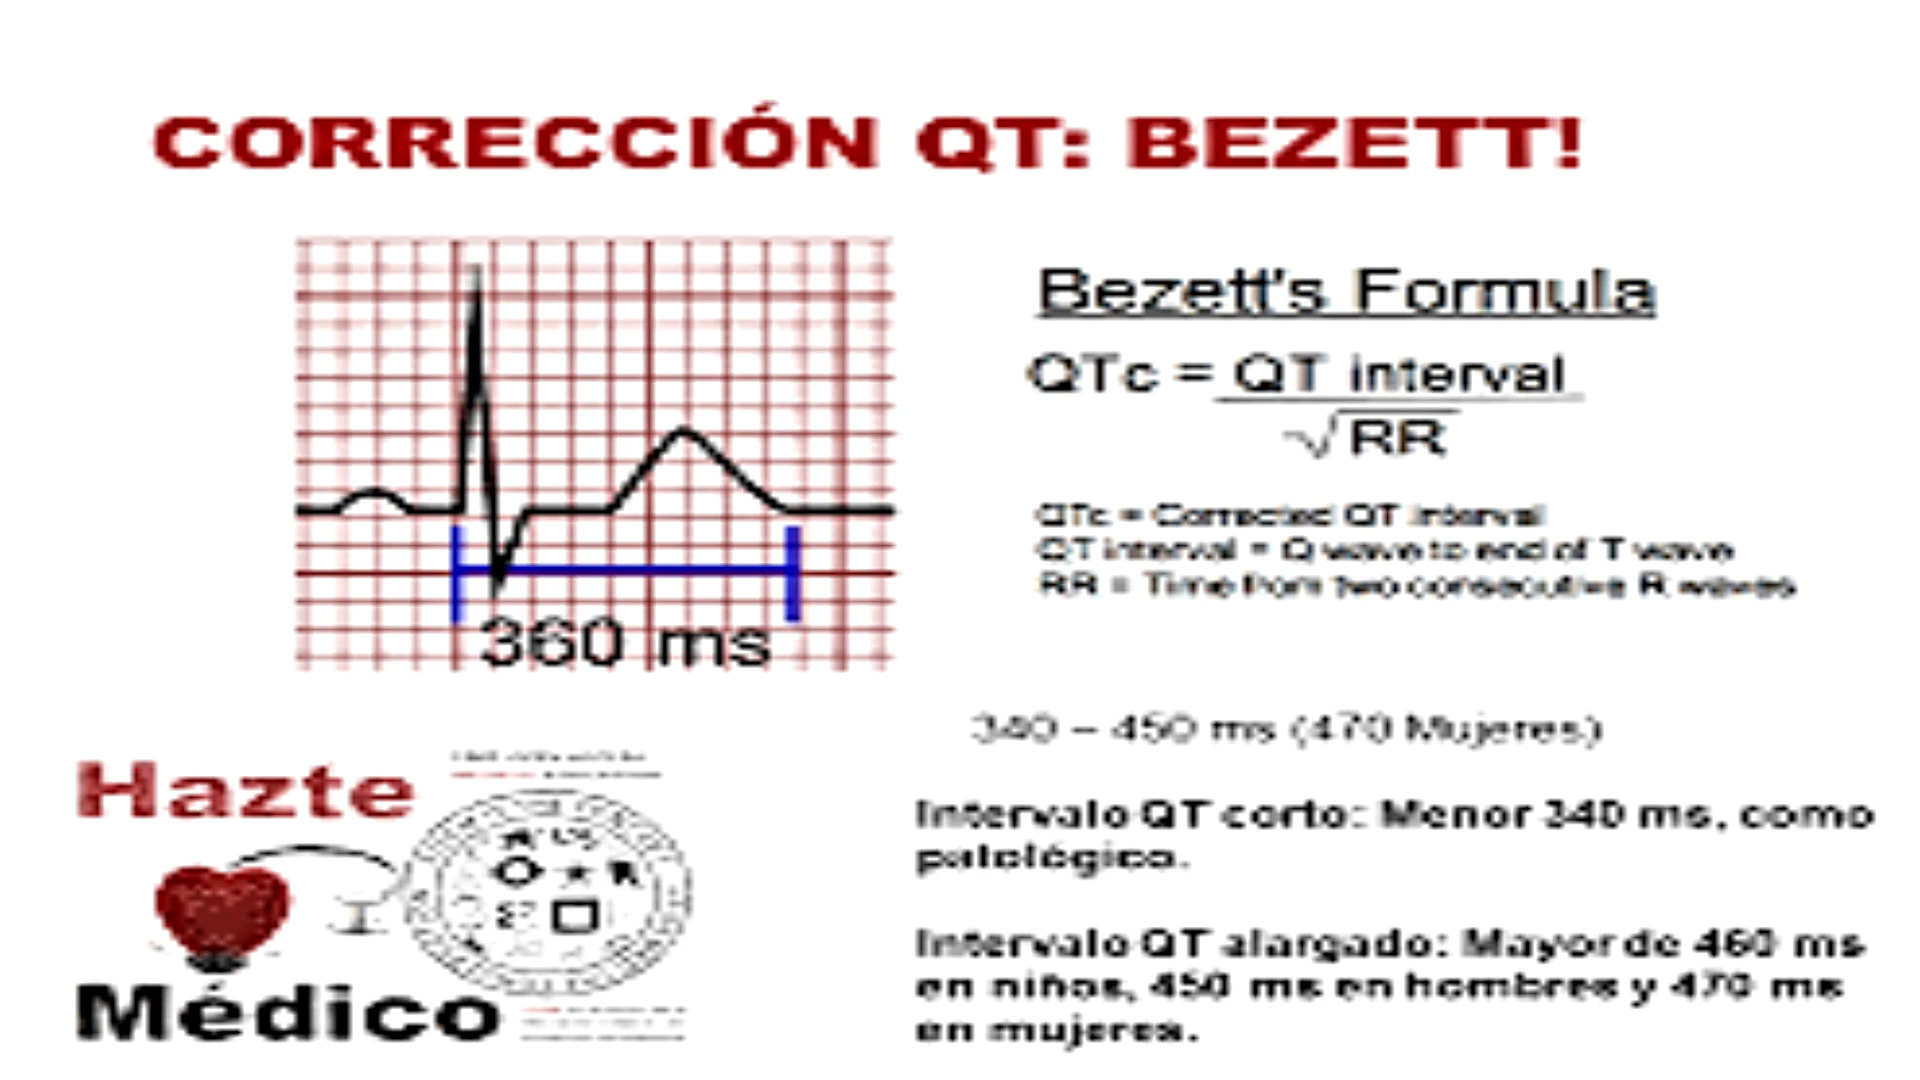 CORRECCIÓN QT: BEZETT!
Bezett's Formula
QTc = QT interval
√RR
360 ms
QTc = Corrected QT Interval
QT interval = Q wave to end of T wave
RR = Time from two consecutive R waves
340 – 450 ms (470 Mujeres)
Intervalo QT corto: Menor 340 ms, como
patológico.
Intervalo QT alargado: Mayor de 460 ms
en niños, 450 ms en hombres y 470 ms
en mujeres.
Hazte
Médico